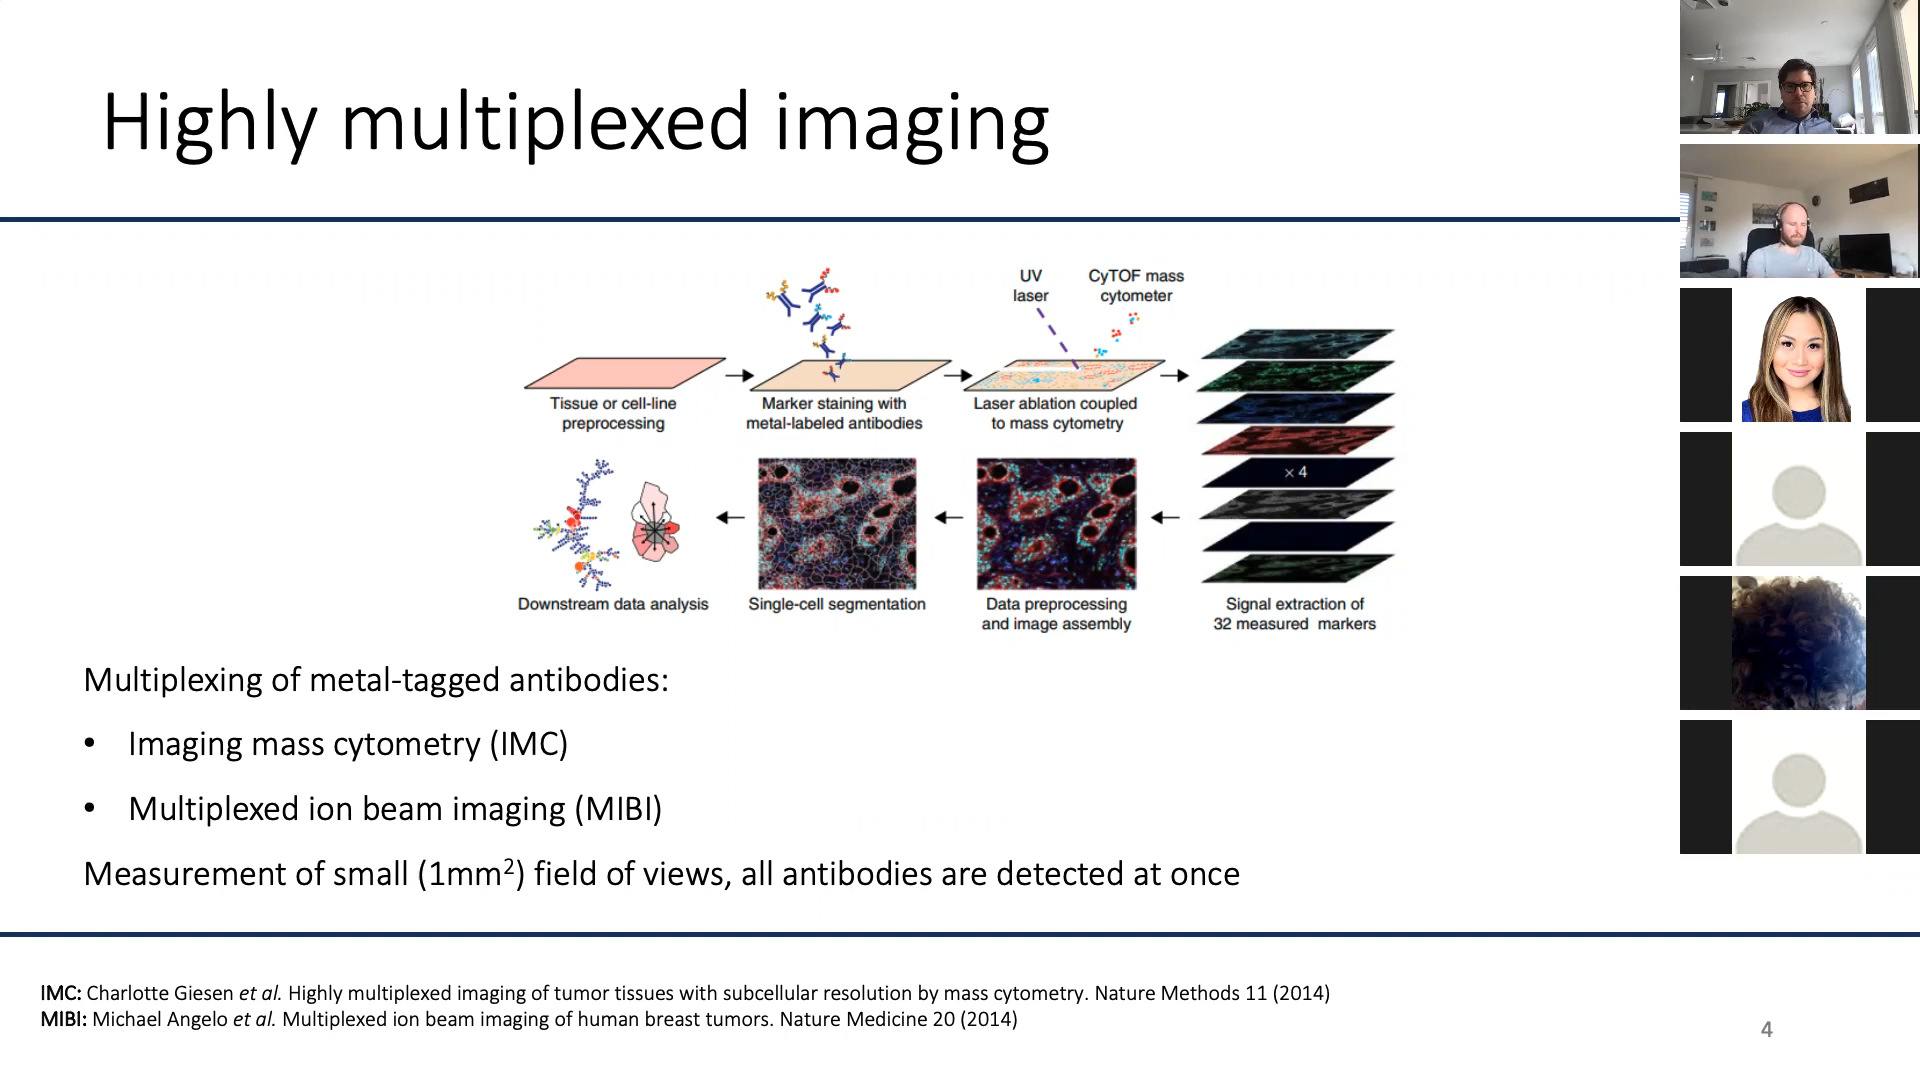 Highly multiplexed imaging
UV
laser
CyTOF mass
cytometer
Tissue or cell-line
preprocessing
Marker staining with
metal-labeled antibodies
Laser ablation coupled
to mass cytometry
× 4
Downstream data analysis
Single-cell segmentation
Data preprocessing
and image assembly
Signal extraction of
32 measured markers
Multiplexing of metal-tagged antibodies:
• Imaging mass cytometry (IMC)
• Multiplexed ion beam imaging (MIBI)
Measurement of small (1mm²) field of views, all antibodies are detected at once
IMC: Charlotte Giesen et al. Highly multiplexed imaging of tumor tissues with subcellular resolution by mass cytometry. Nature Methods 11 (2014)
MIBI: Michael Angelo et al. Multiplexed ion beam imaging of human breast tumors. Nature Medicine 20 (2014)
4